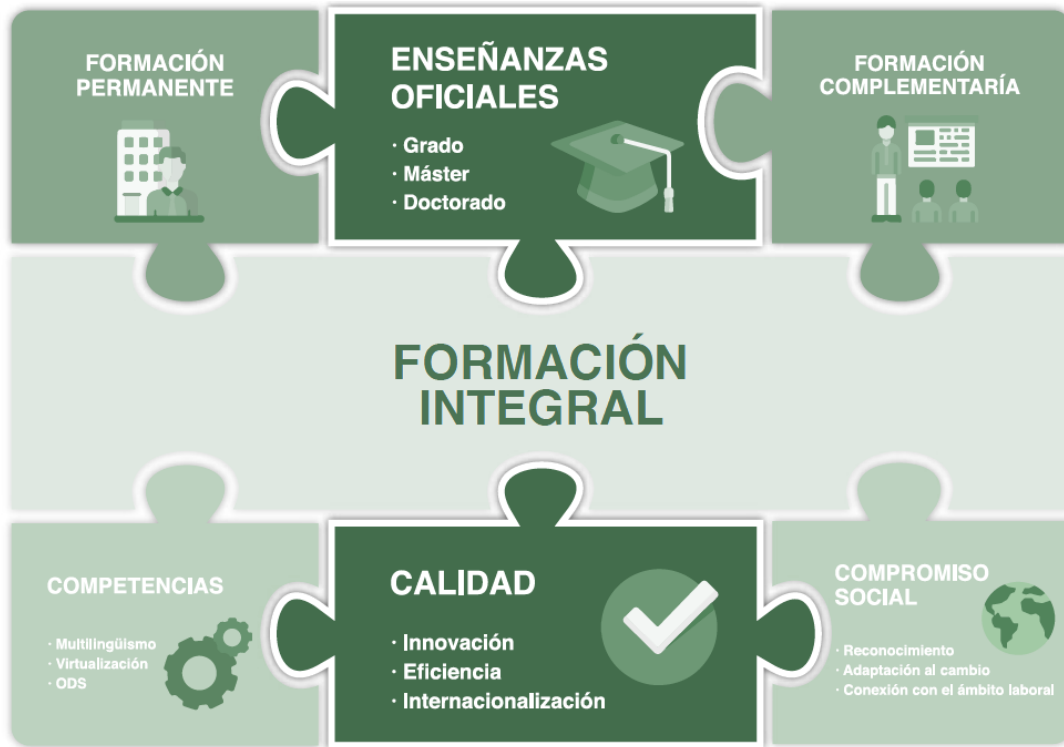 FORMACIÓN
PERMANENTE
ENSEÑANZAS
OFICIALES
· Grado
· Máster
· Doctorado
FORMACIÓN
COMPLEMENTARÍA
FORMACIÓN
INTEGRAL
COMPETENCIAS
· Multilingüismo
· Virtualización
· ODS
CALIDAD
· Innovación
· Eficiencia
· Internacionalización
COMPROMISO
SOCIAL
· Reconocimiento
· Adaptación al cambio
· Conexión con el ámbito laboral